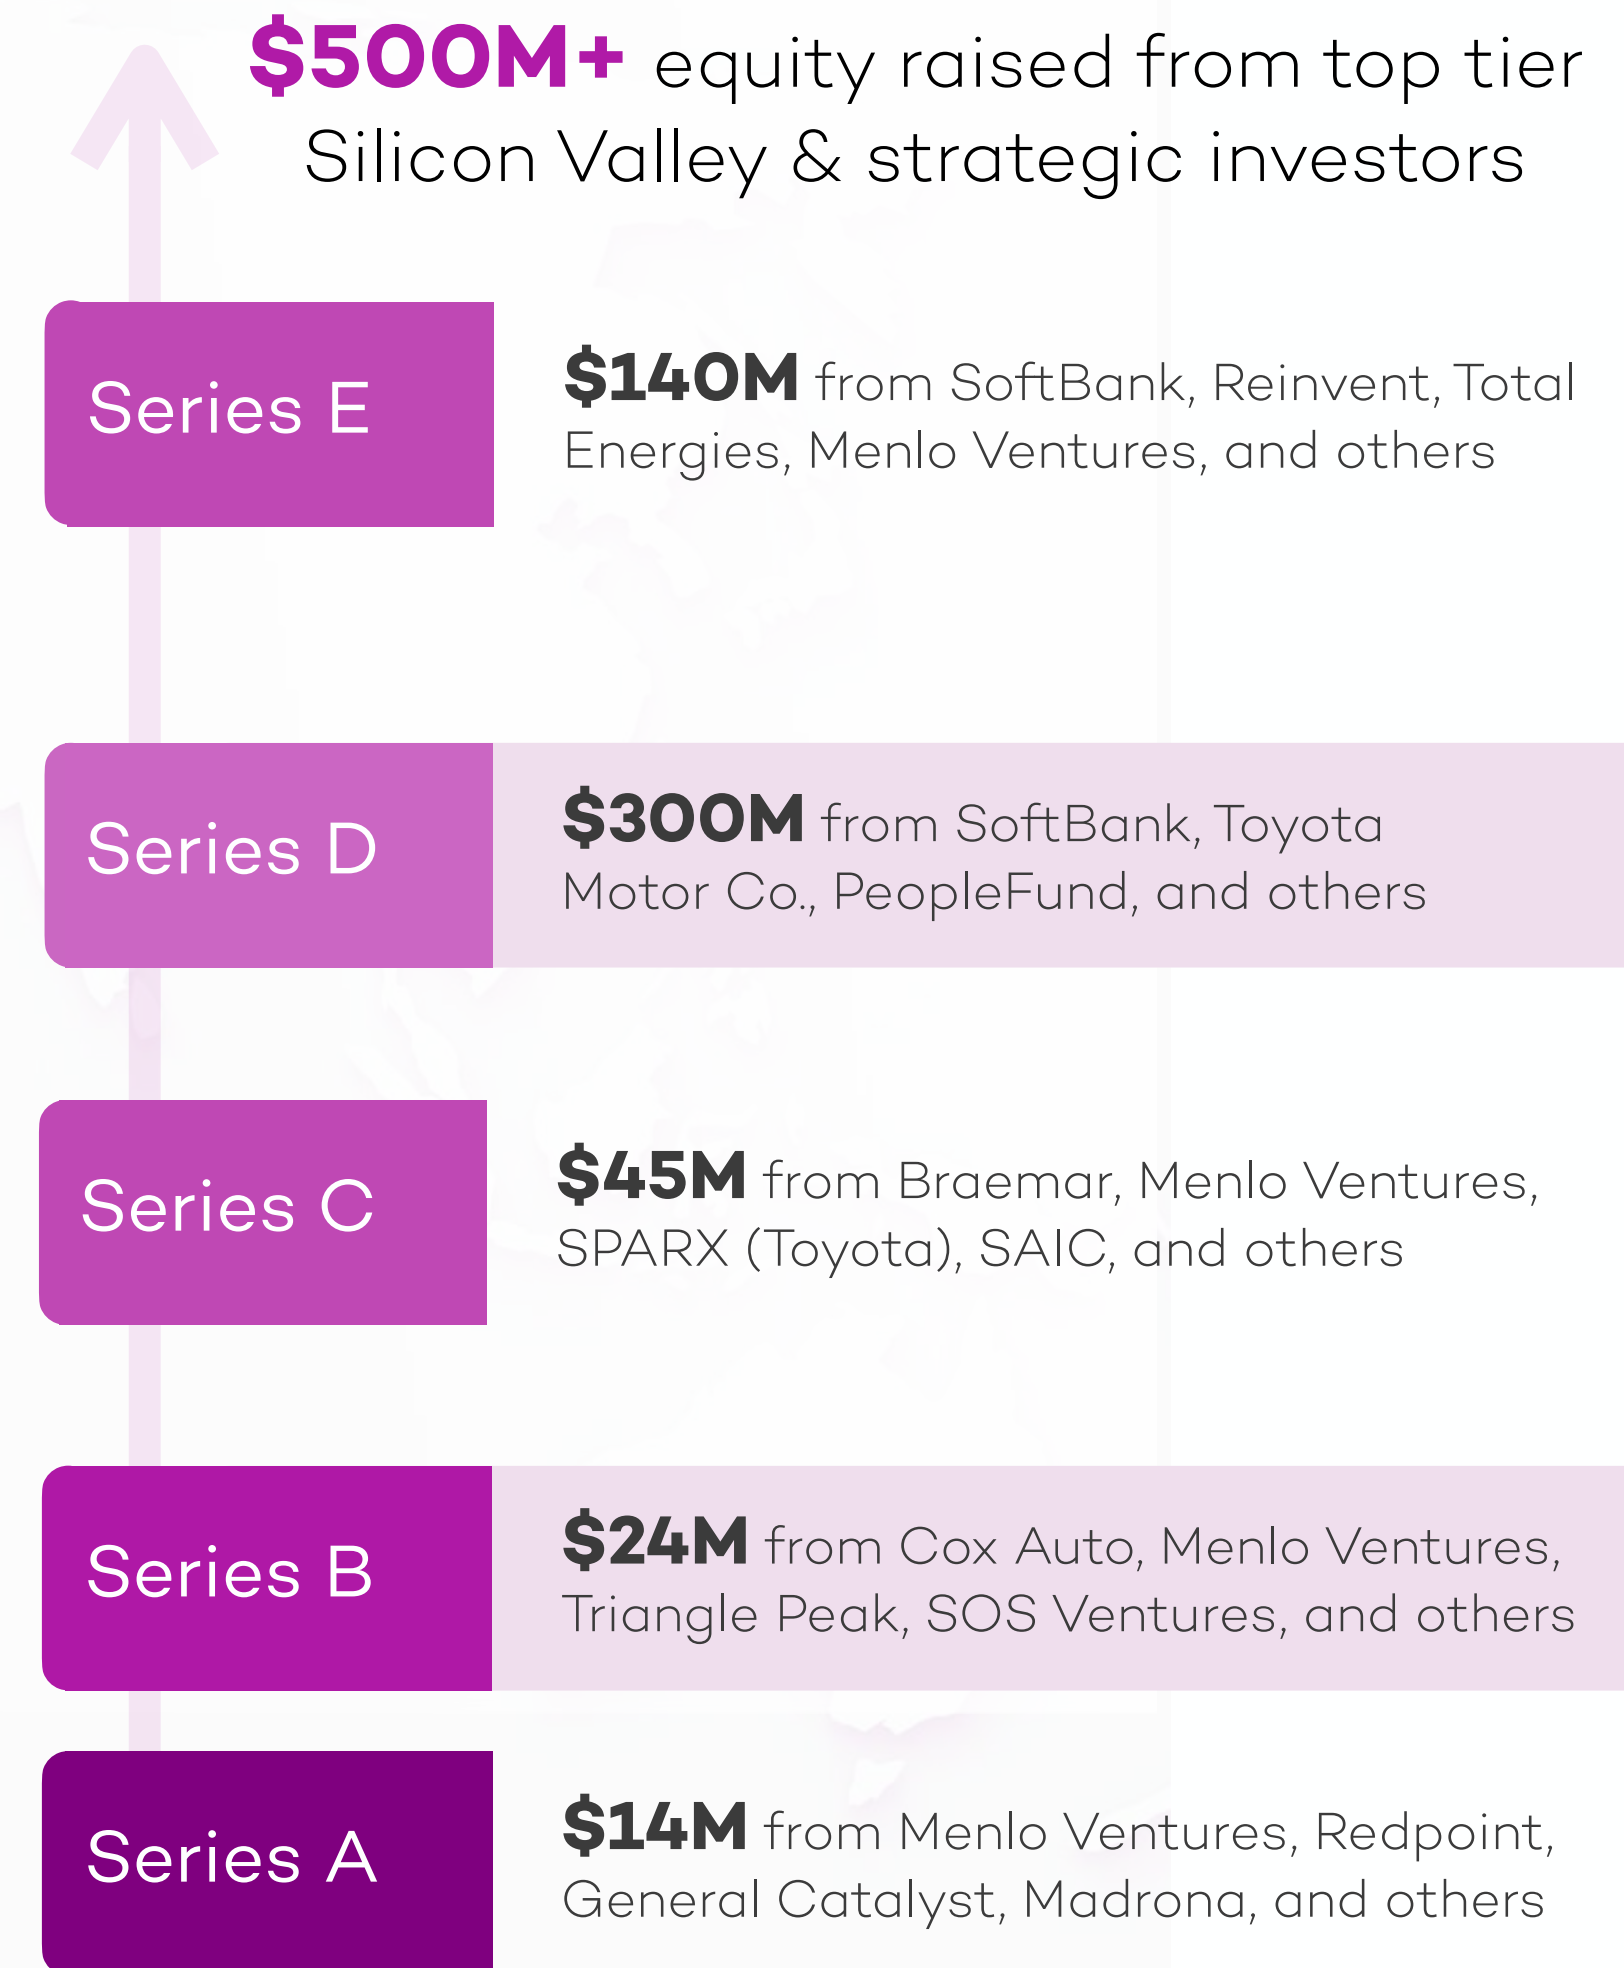 $500M+ equity raised from top tier
Silicon Valley & strategic investors
Series E
$140M from SoftBank, Reinvent, Total
Energies, Menlo Ventures, and others
Series D
$300M from SoftBank, Toyota
Motor Co., PeopleFund, and others
Series C
$45M from Braemar, Menlo Ventures,
SPARX (Toyota), SAIC, and others
Series B
$24M from Cox Auto, Menlo Ventures,
Triangle Peak, SOS Ventures, and others
Series A
$14M from Menlo Ventures, Redpoint,
General Catalyst, Madrona, and others